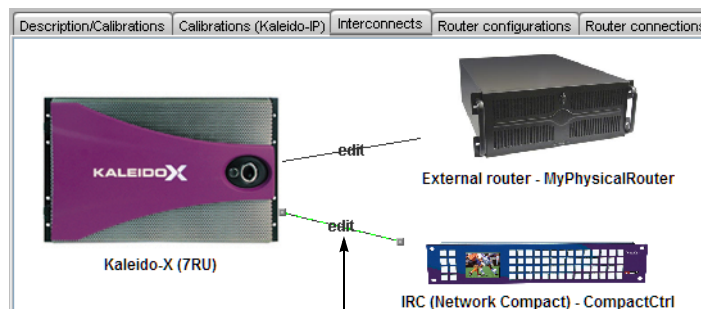 Description/Calibrations Calibrations (Kaleido-IP) Interconnects Router configurations Router connections
edit
KALEIDOX
External router - MyPhysicalRouter
edit
Kaleido-X (7RU)
IRC (Network Compact) - CompactCtrl